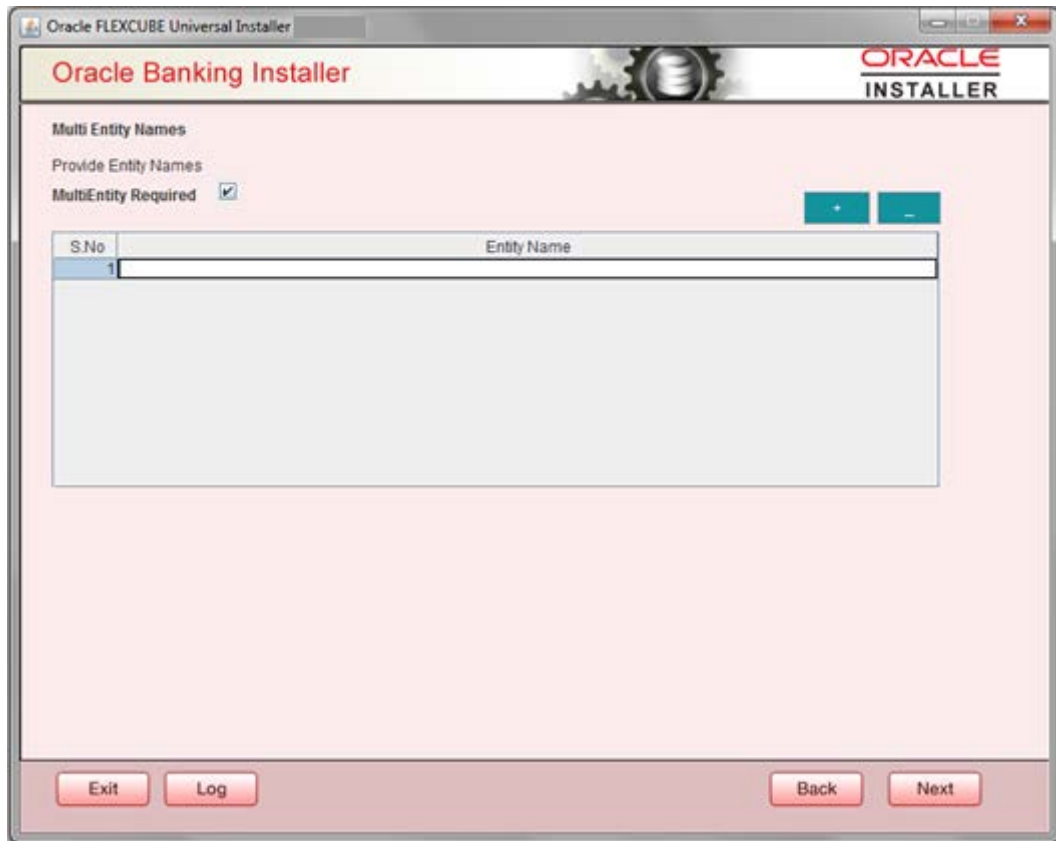 Oracle FLEXCUBE Universal Installer
Oracle Banking Installer
ORACLE
INSTALLER
Multi Entity Names
Provide Entity Names
MultiEntity Required
+ _
S.No Entity Name
1
Exit Log Back Next